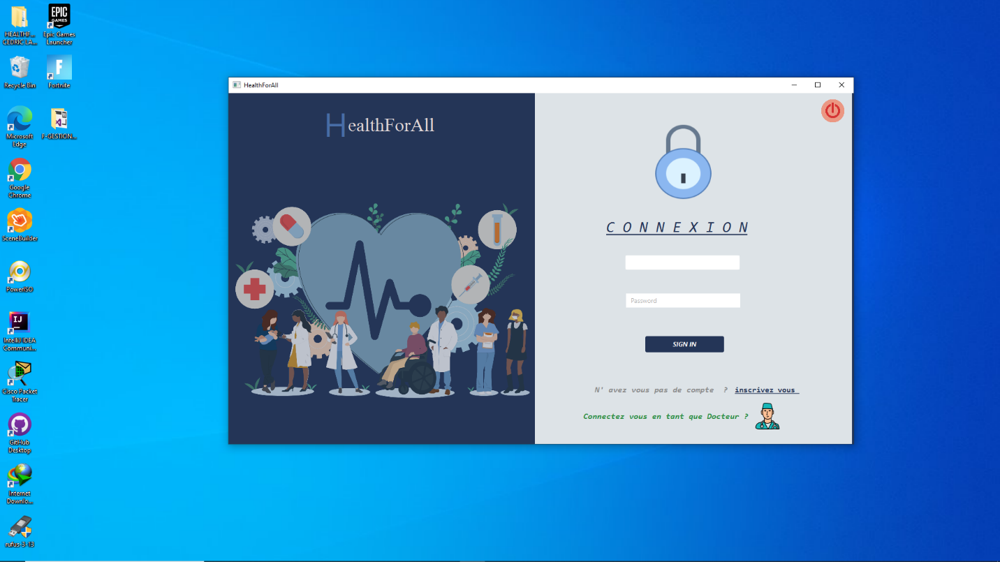 HEALTHF...
CEDRIC LA...
Epic Games
Launcher
EPIC
GAMES
Recycle Bin
Fortnite
Microsoft
Edge
F-GESTION...
Google
Chrome
SceneBuilder
PowerISO
IJ
IntelliJ IDEA
Communi...
Cisco Packet
Tracer
GitHub
Desktop
Internet
Downlo...
rufus-3-13
HealthForAll
HealthForAll
C O N N E X I O N
Password
SIGN IN
N' avez vous pas de compte ? inscrivez vous
Connectez vous en tant que Docteur ?